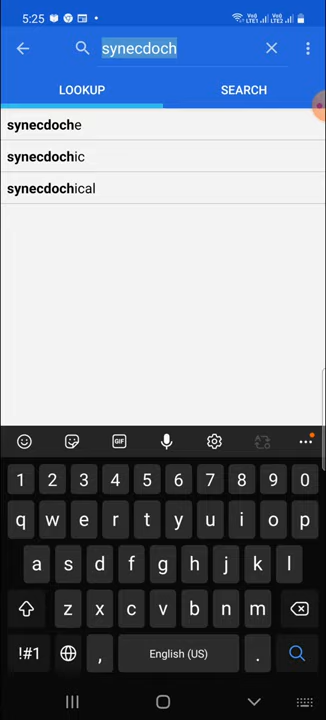 5:25
synecdoch
LOOKUP SEARCH
synecdoche
synecdochic
synecdochical
GIF
1 2 3 4 5 6 7 8 9 0
q w e r t y u i o p
a s d f g h j k l
z x c v b n m
!#1 , English (US) .